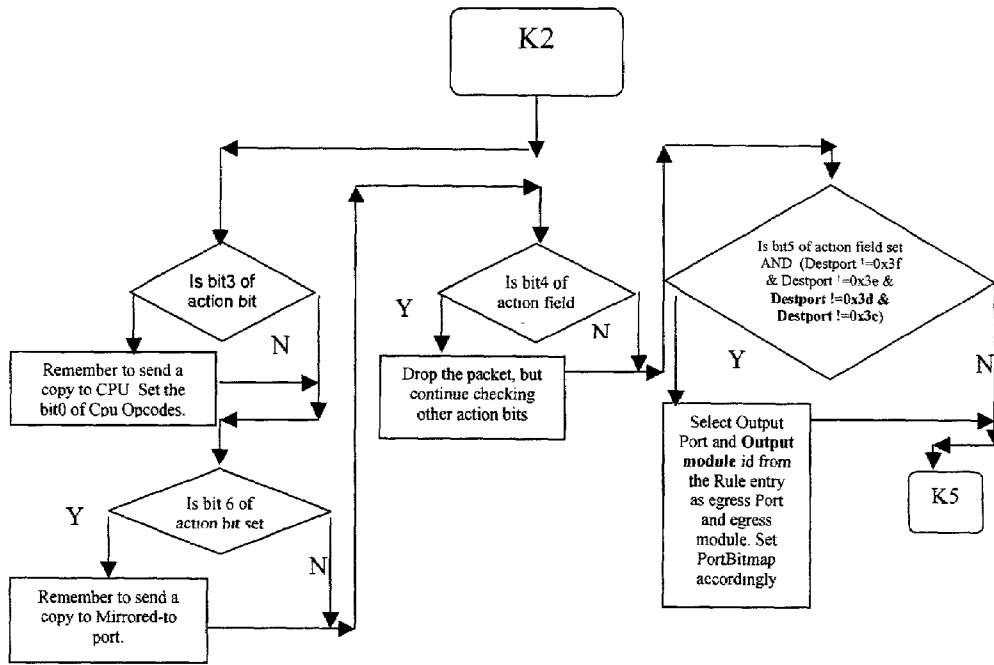 K2
Is bit3 of
action bit
Y
N
Remember to send a
copy to CPU Set the
bit0 of Cpu Opcodes.
Is bit 6 of
action bit set
Y
N
Remember to send a
copy to Mirrored-to
port.
Is bit4 of
action field
Y
N
Drop the packet, but
continue checking
other action bits
Is bit5 of action field set
AND (Destport !=0x3f
& Destport !=0x3e &
Destport !=0x3d &
Destport !=0x3c)
Y
N
Select Output
Port and Output
module id from
the Rule entry
as egress Port
and egress
module. Set
PortBitmap
accordingly
K5